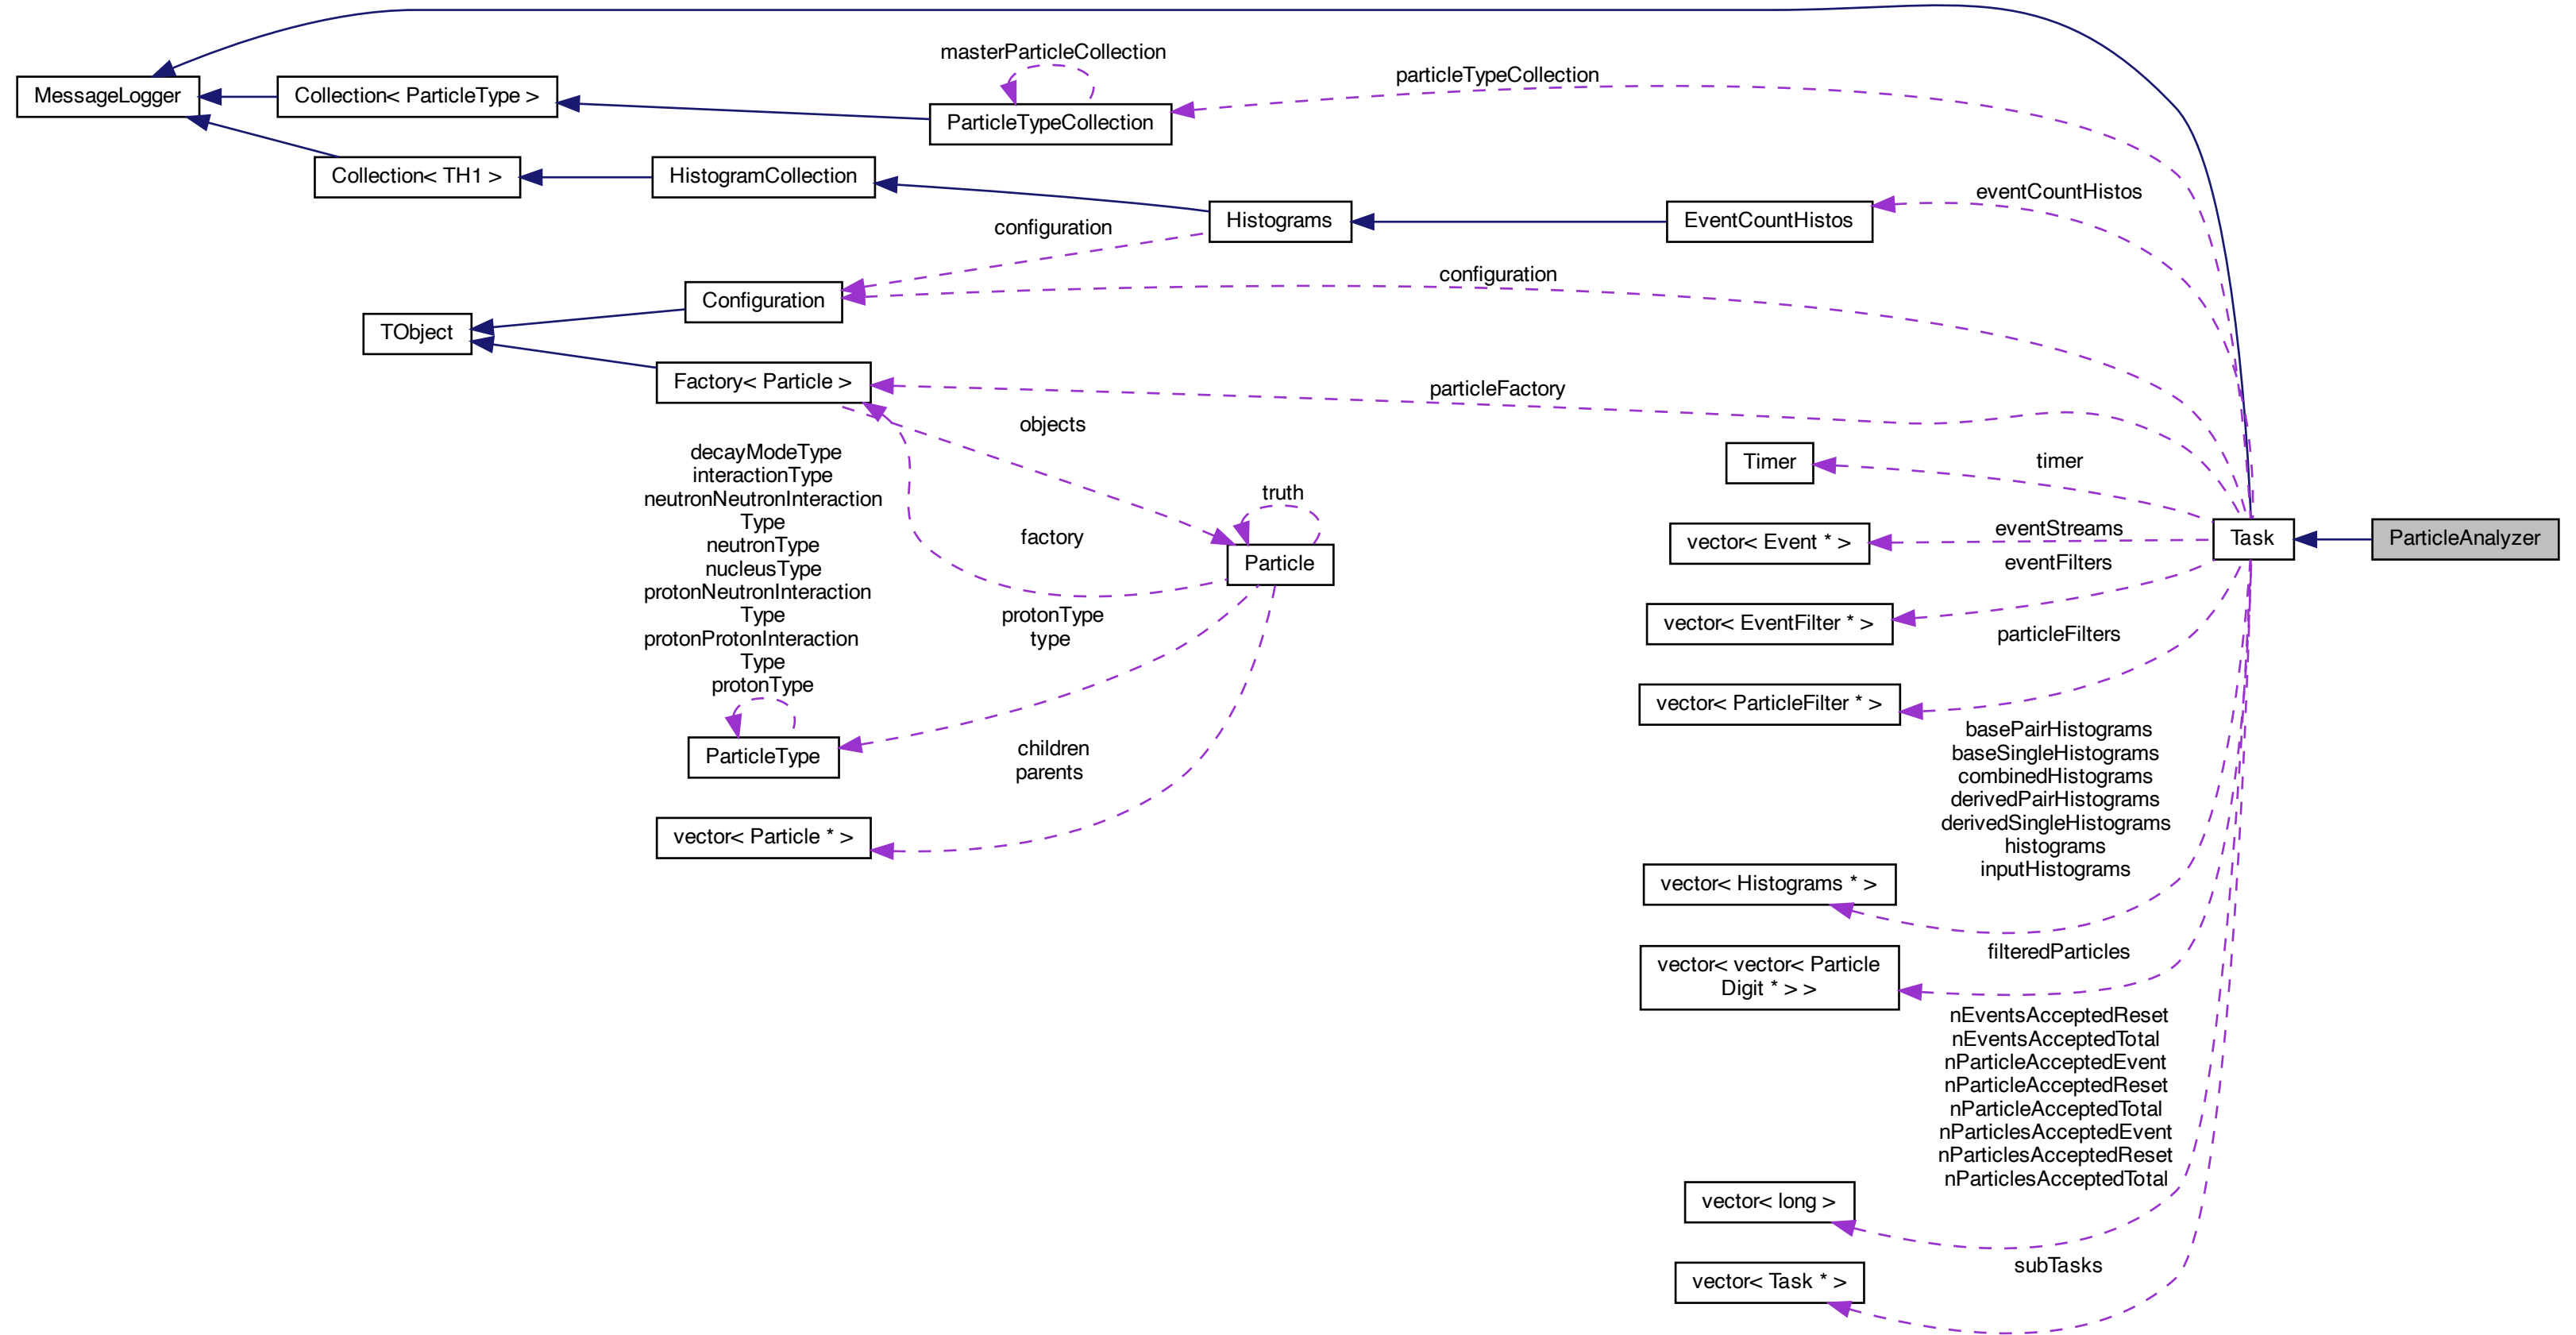 masterParticleCollection
particleTypeCollection
MessageLogger
Collection< ParticleType >
ParticleTypeCollection
Collection< TH1 >
HistogramCollection
eventCountHistos
Histograms
EventCountHistos
configuration
configuration
Configuration
TObject
Factory< Particle >
particleFactory
objects
decayModeType
interactionType
neutronNeutronInteraction
Type
neutronType
nucleusType
protonNeutronInteraction
Type
protonProtonInteraction
Type
protonType
truth
factory
Particle
protonType
type
ParticleType
children
parents
vector< Particle * >
timer
Timer
eventStreams
vector< Event * >
Task
ParticleAnalyzer
eventFilters
vector< EventFilter * >
particleFilters
vector< ParticleFilter * >
basePairHistograms
baseSingleHistograms
combinedHistograms
derivedPairHistograms
derivedSingleHistograms
histograms
inputHistograms
vector< Histograms * >
filteredParticles
vector< vector< Particle
Digit * > >
nEventsAcceptedReset
nEventsAcceptedTotal
nParticleAcceptedEvent
nParticleAcceptedReset
nParticleAcceptedTotal
nParticlesAcceptedEvent
nParticlesAcceptedReset
nParticlesAcceptedTotal
vector< long >
subTasks
vector< Task * >